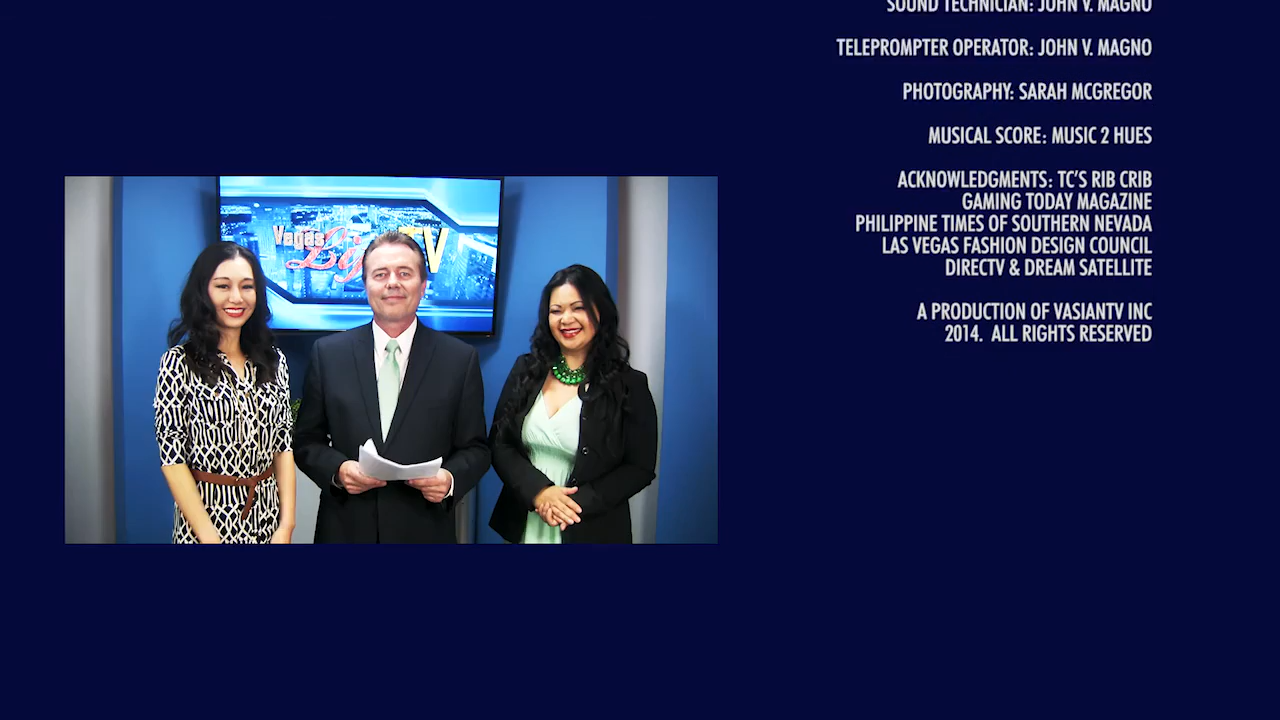 SOUND TECHNICIAN: JOHN V. MAGNO
TELEPROMPTER OPERATOR: JOHN V. MAGNO
PHOTOGRAPHY: SARAH MCGREGOR
MUSICAL SCORE: MUSIC 2 HUES
ACKNOWLEDGMENTS: TC'S RIB CRIB
GAMING TODAY MAGAZINE
PHILIPPINE TIMES OF SOUTHERN NEVADA
LAS VEGAS FASHION DESIGN COUNCIL
DIRECTV & DREAM SATELLITE
A PRODUCTION OF VASIANTV INC
2014.  ALL RIGHTS RESERVED
Vegas
TV